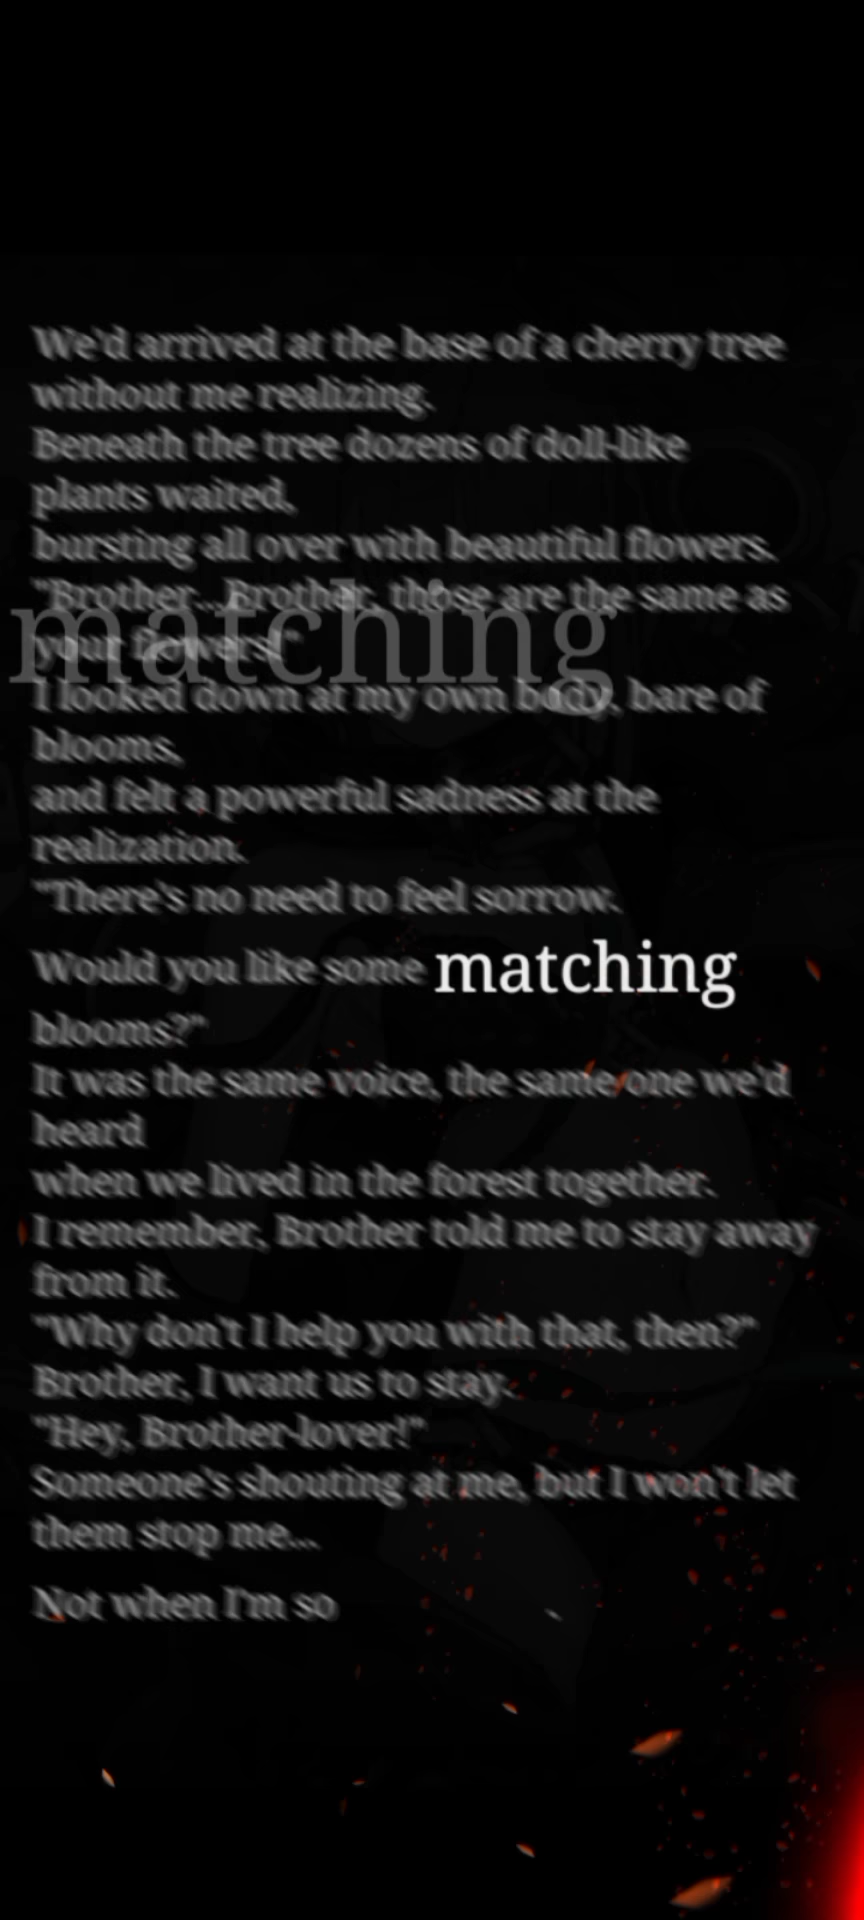 We'd arrived at the base of a cherry tree
without me realizing.
Beneath the tree dozens of doll-like
plants waited,
bursting all over with beautiful flowers.
"Brother... Brother, those are the same as
matching
your flowers!"
I looked down at my own body, bare of
blooms,
and felt a powerful sadness at the
realization.
"There's no need to feel sorrow.
Would you like some matching
blooms?"
It was the same voice, the same one we'd
heard
when we lived in the forest together.
I remember, Brother told me to stay away
from it.
"Why don't I help you with that, then?"
Brother, I want us to stay.
"Hey, Brother-lover!"
Someone's shouting at me, but I won't let
them stop me...
Not when I'm so